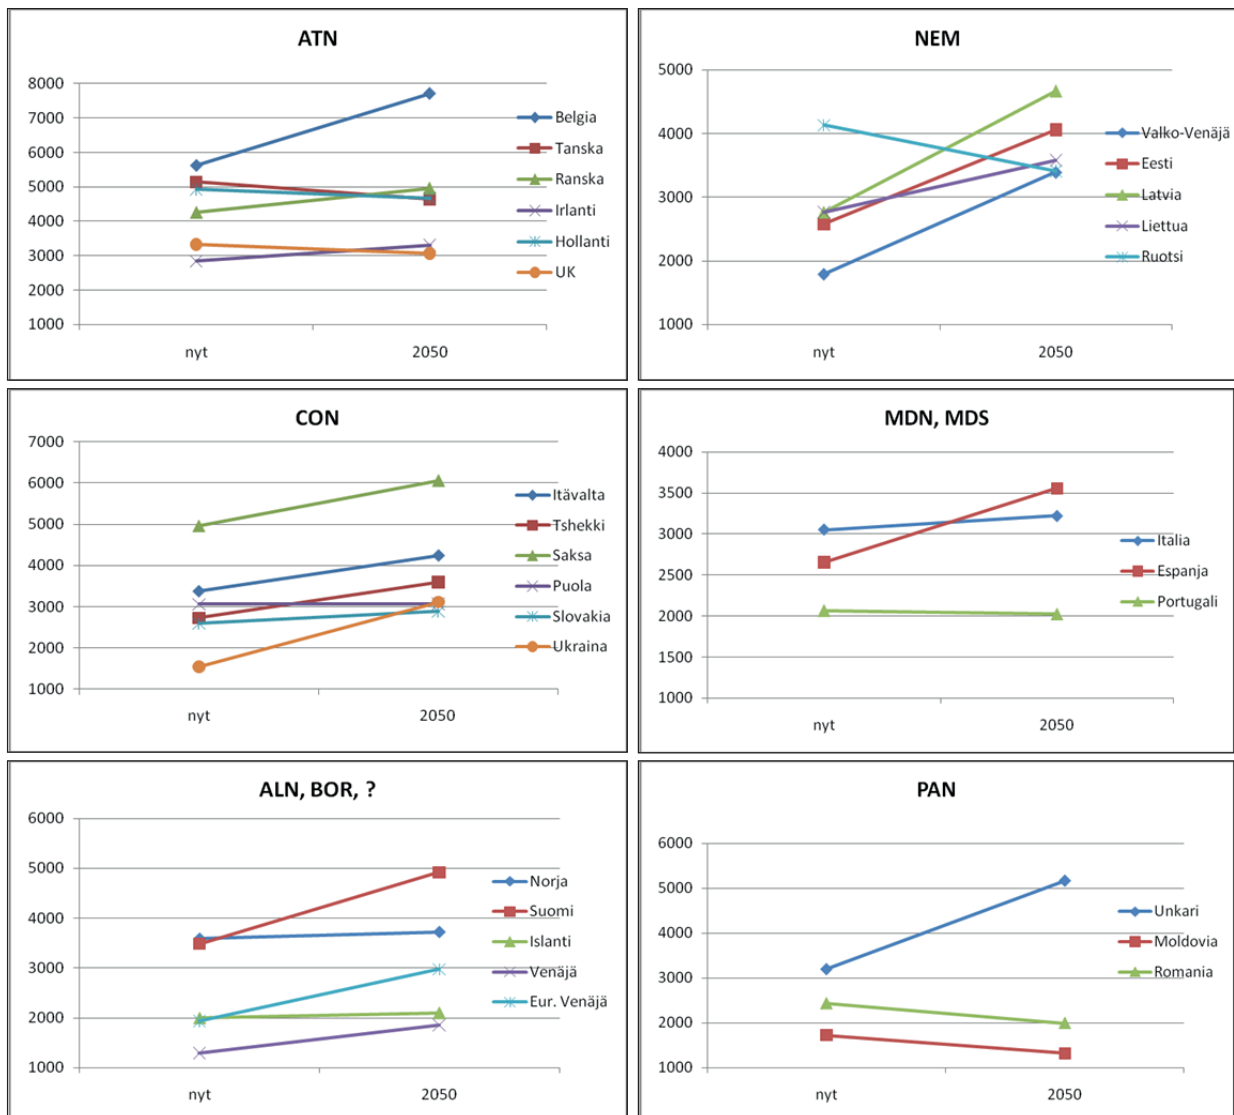 ATN
8000
7000
6000
5000
4000
3000
2000
1000
nyt
2050
Belgia
Tanska
Ranska
Irlanti
Hollanti
UK
NEM
5000
4000
3000
2000
1000
nyt
2050
Valko-Venäjä
Eesti
Latvia
Liettua
Ruotsi
CON
7000
6000
5000
4000
3000
2000
1000
nyt
2050
Itävalta
Tshekki
Saksa
Puola
Slovakia
Ukraina
MDN, MDS
4000
3500
3000
2500
2000
1500
1000
nyt
2050
Italia
Espanja
Portugali
ALN, BOR, ?
6000
5000
4000
3000
2000
1000
nyt
2050
Norja
Suomi
Islanti
Venäjä
Eur. Venäjä
PAN
6000
5000
4000
3000
2000
1000
nyt
2050
Unkari
Moldovia
Romania